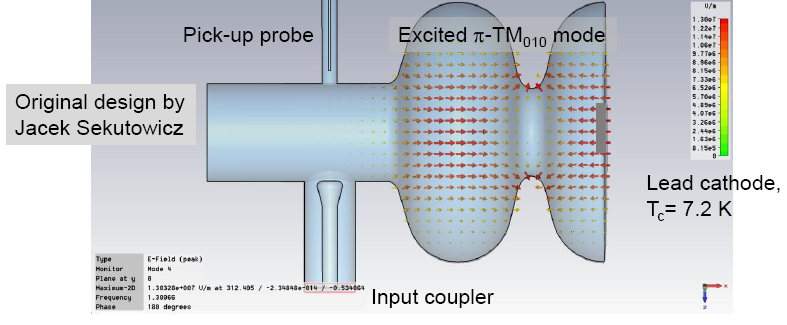 V/m
Pick-up probe
Excited π-TM010 mode
1.30e7
1.22e7
1.14e7
1.06e7
9.77e6
8.96e6
8.15e6
7.33e6
6.52e6
5.70e6
4.89e6
4.07e6
3.26e6
2.44e6
1.63e6
8.15e5
0
Original design by
Jacek Sekutowicz
Lead cathode,
Tc= 7.2 K
Type E-Field (peak)
Monitor Mode 4
Plane at y 0
Maximum-2D 1.30328e+007 V/m at 312.405 / -2.34848e-014 / -0.534064
Frequency 1.30066
Phase 180 degrees
Input coupler
x
z